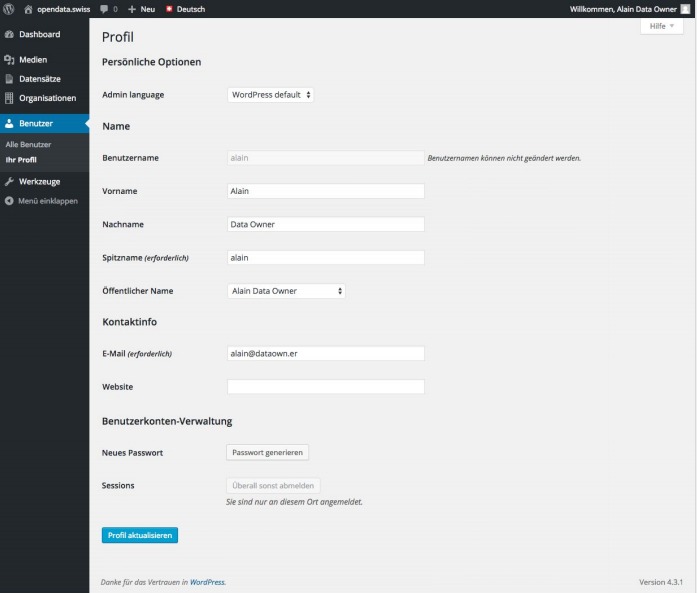 opendata.swiss 0 Neu Deutsch Willkommen, Alain Data Owner
Hilfe
Dashboard
Medien
Datensätze
Organisationen
Benutzer
Alle Benutzer
Ihr Profil
Werkzeuge
Menü einklappen
Profil
Persönliche Optionen
Admin language WordPress default
Name
Benutzername alain Benutzernamen können nicht geändert werden.
Vorname Alain
Nachname Data Owner
Spitzname (erforderlich) alain
Öffentlicher Name Alain Data Owner
Kontaktinfo
E-Mail (erforderlich) alain@dataown.er
Website
Benutzerkonten-Verwaltung
Neues Passwort Passwort generieren
Sessions Überall sonst abmelden
Sie sind nur an diesem Ort angemeldet.
Profil aktualisieren
Danke für das Vertrauen in WordPress. Version 4.3.1